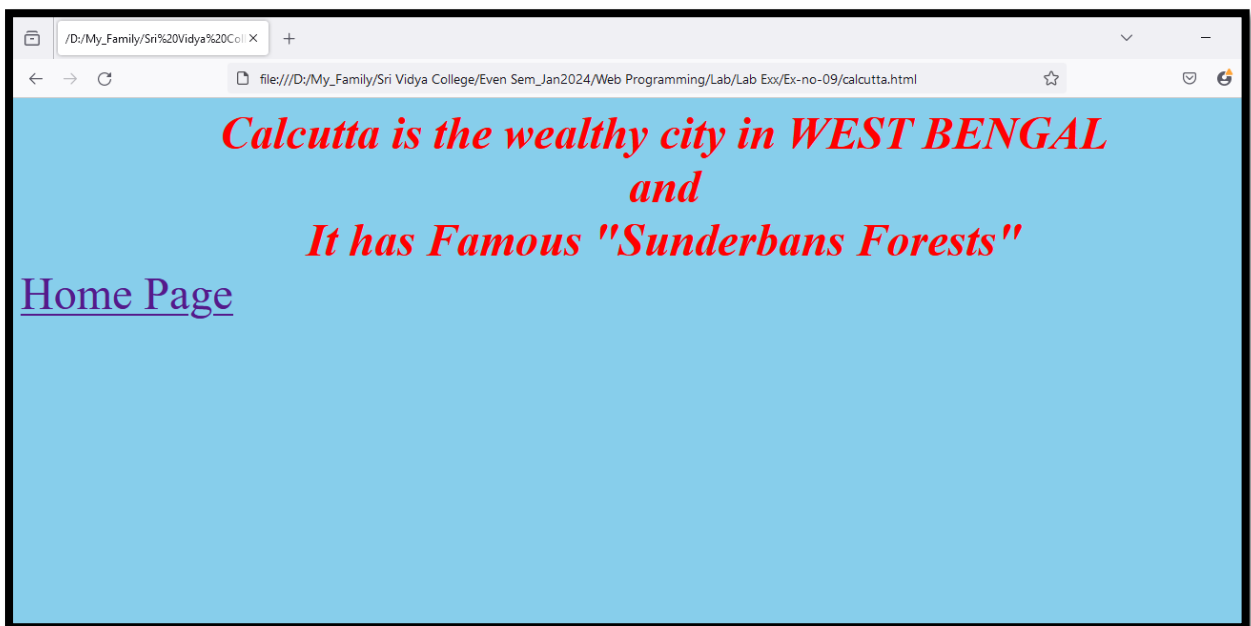 /D:/My_Family/Sri%20Vidya%20Coll
file:///D:/My_Family/Sri Vidya College/Even Sem_Jan2024/Web Programming/Lab/Lab Exx/Ex-no-09/calcutta.html
Calcutta is the wealthy city in WEST BENGAL
and
It has Famous "Sunderbans Forests"
Home Page